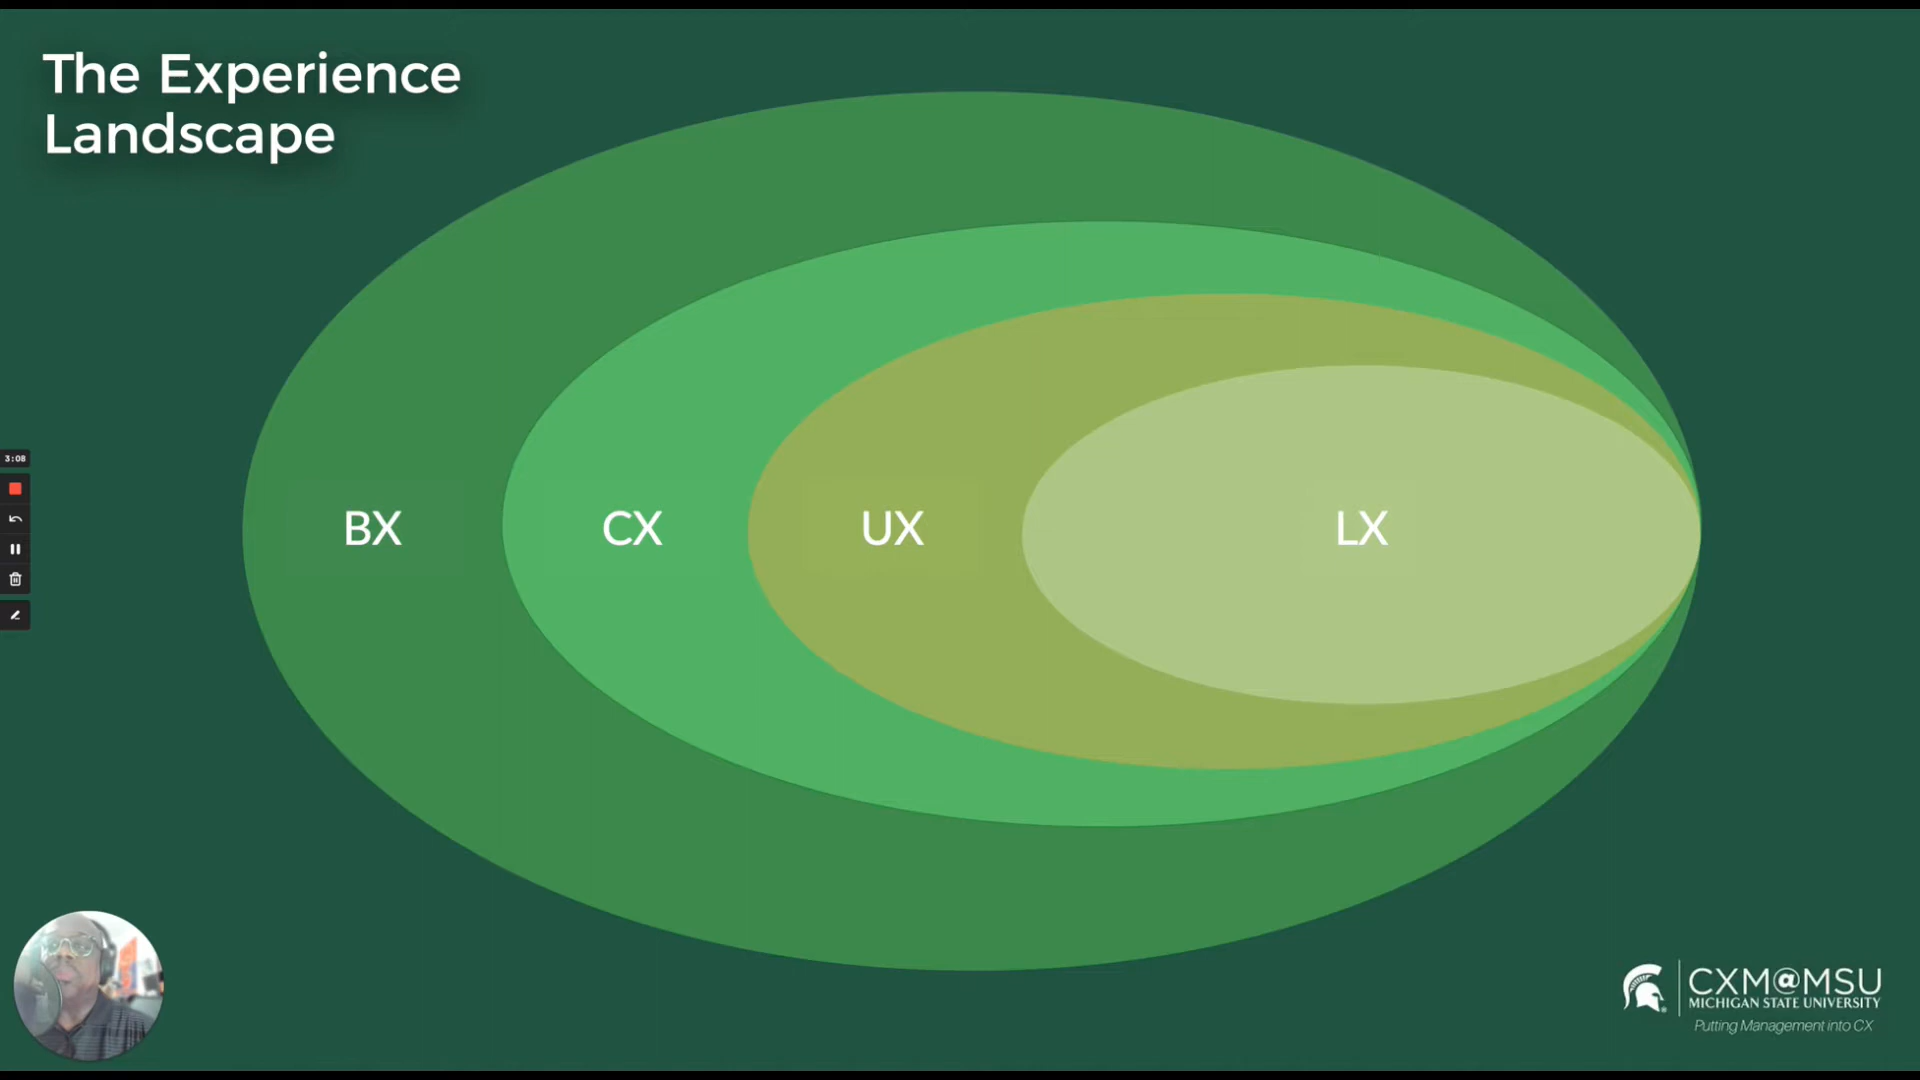 The Experience
Landscape
BX
CX
UX
LX
3:08
CXM@MSU
MICHIGAN STATE UNIVERSITY
Putting Management into CX